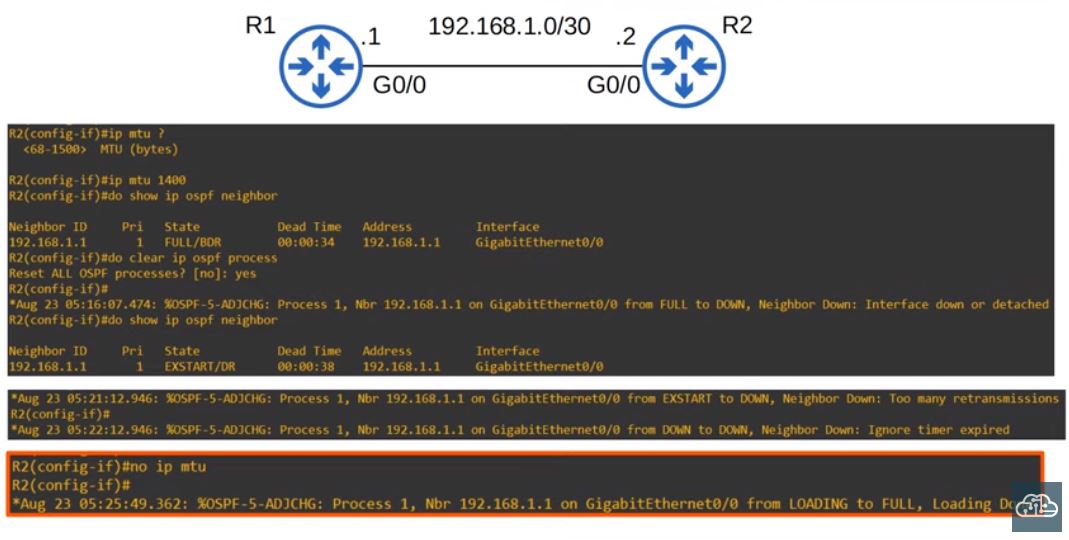 R1 192.168.1.0/30 R2
.1 .2
G0/0 G0/0
R2(config-if)#ip mtu ?
<68-1500> MTU (bytes)
R2(config-if)#ip mtu 1400
R2(config-if)#do show ip ospf neighbor
Neighbor ID Pri State Dead Time Address Interface
192.168.1.1 1 FULL/BDR 00:00:34 192.168.1.1 GigabitEthernet0/0
R2(config-if)#do clear ip ospf process
Reset ALL OSPF processes? [no]: yes
R2(config-if)#
*Aug 23 05:16:07.474: %OSPF-5-ADJCHG: Process 1, Nbr 192.168.1.1 on GigabitEthernet0/0 from FULL to DOWN, Neighbor Down: Interface down or detached
R2(config-if)#do show ip ospf neighbor
Neighbor ID Pri State Dead Time Address Interface
192.168.1.1 1 EXSTART/DR 00:00:38 192.168.1.1 GigabitEthernet0/0
*Aug 23 05:21:12.946: %OSPF-5-ADJCHG: Process 1, Nbr 192.168.1.1 on GigabitEthernet0/0 from EXSTART to DOWN, Neighbor Down: Too many retransmissions
R2(config-if)#
*Aug 23 05:22:12.946: %OSPF-5-ADJCHG: Process 1, Nbr 192.168.1.1 on GigabitEthernet0/0 from DOWN to DOWN, Neighbor Down: Ignore timer expired
R2(config-if)#no ip mtu
R2(config-if)#
*Aug 23 05:25:49.362: %OSPF-5-ADJCHG: Process 1, Nbr 192.168.1.1 on GigabitEthernet0/0 from LOADING to FULL, Loading